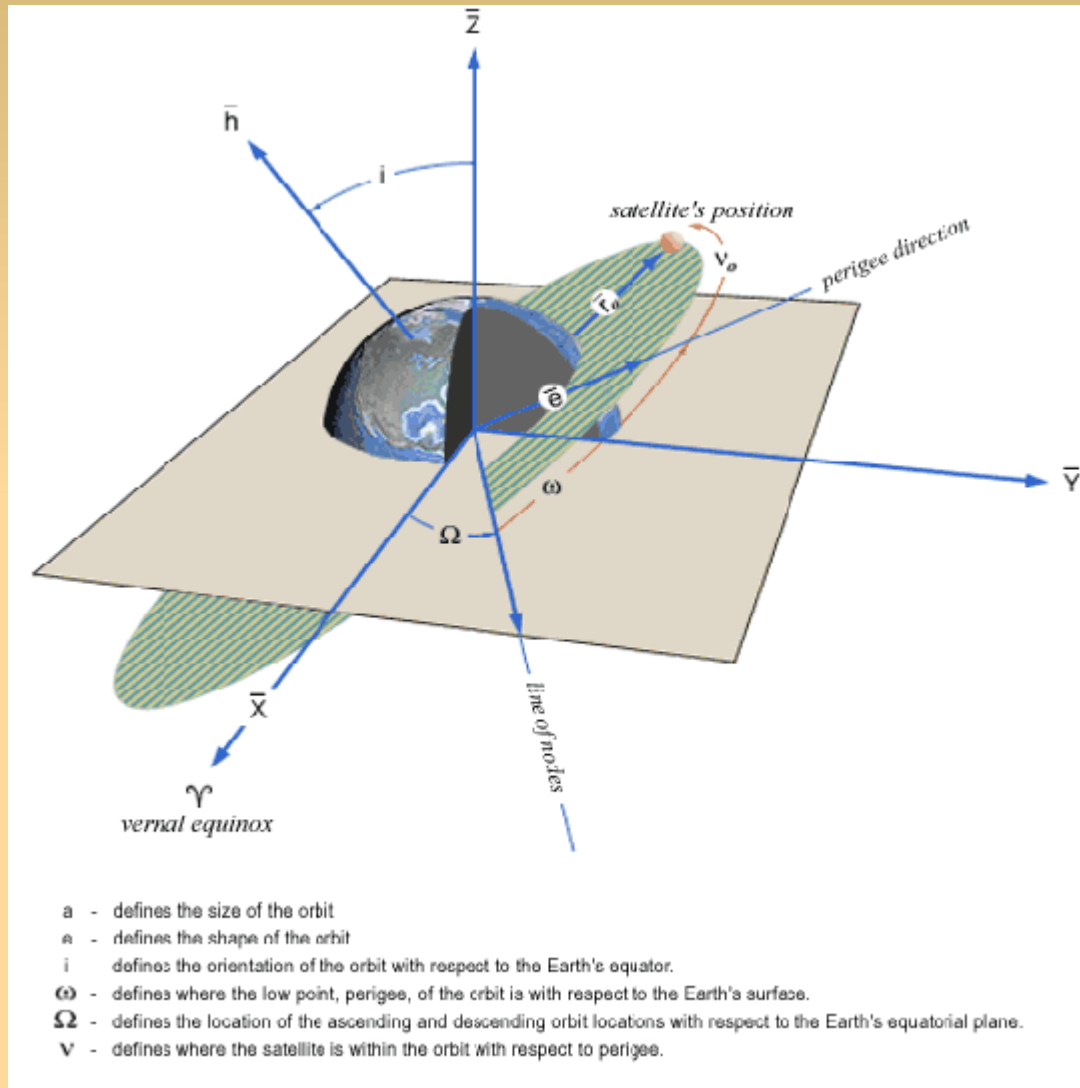 Z̅
h̅
i
satellite's position
νₒ
perigee direction
r̅ₒ
e̅
Y̅
ω
Ω
X̅
line of nodes
♈
vernal equinox
a - defines the size of the orbit
e - defines the shape of the orbit
i defines the orientation of the orbit with respect to the Earth's equator.
ω - defines where the low point, perigee, of the orbit is with respect to the Earth's surface.
Ω - defines the location of the ascending and descending orbit locations with respect to the Earth's equatorial plane.
ν - defines where the satellite is within the orbit with respect to perigee.